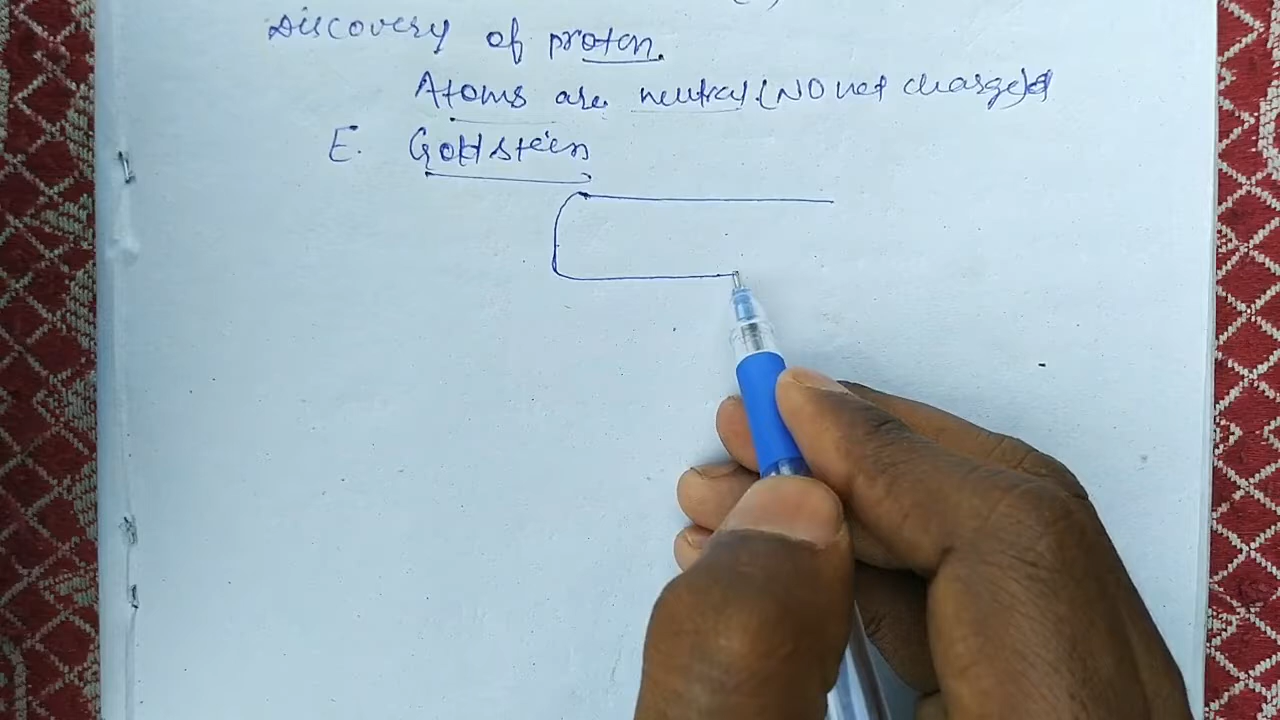 Discovery of proton.
Atoms are neutral. (NO net charge)
E. Goldstein